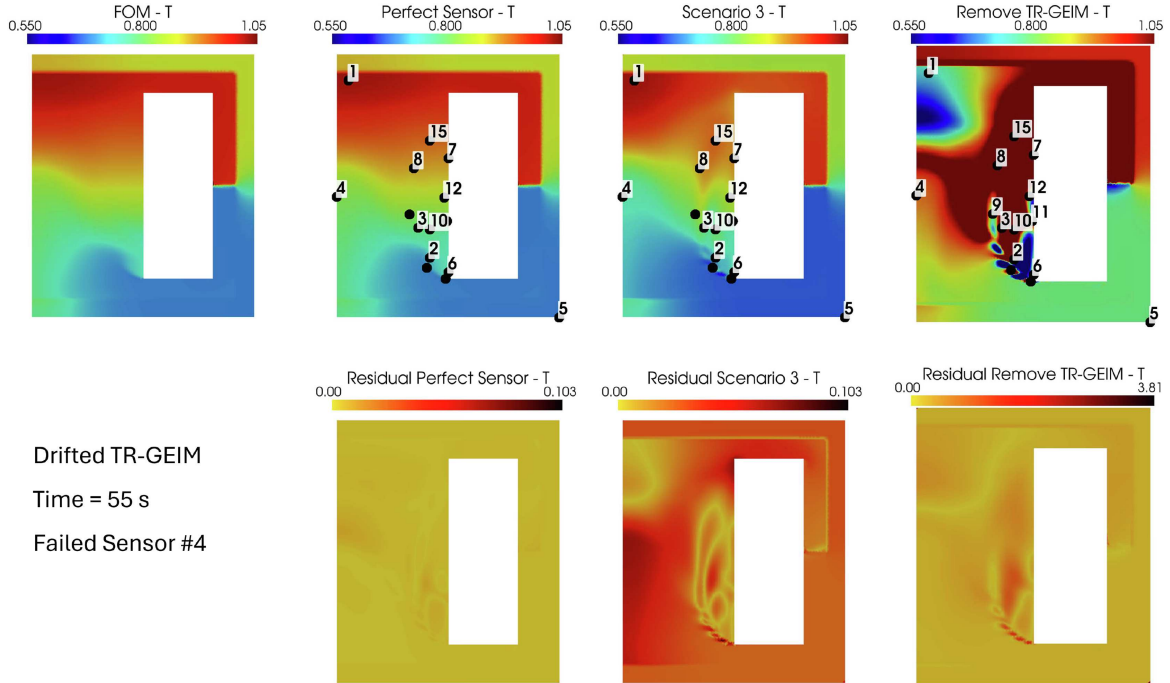 FOM - T
0.550 0.800 1.05
Perfect Sensor - T
0.550 0.800 1.05
Scenario 3 - T
0.550 0.800 1.05
Remove TR-GEIM - T
0.550 0.800 1.05
1
15
7
8
4
12
3 10
2
6
5
1
15
7
8
4
12
3 10
2
6
5
1
15
7
8
4
12
9
11
3 10
2
6
5
Residual Perfect Sensor - T
0.00 0.103
Residual Scenario 3 - T
0.00 0.103
Residual Remove TR-GEIM - T
0.00 3.81
Drifted TR-GEIM
Time = 55 s
Failed Sensor #4